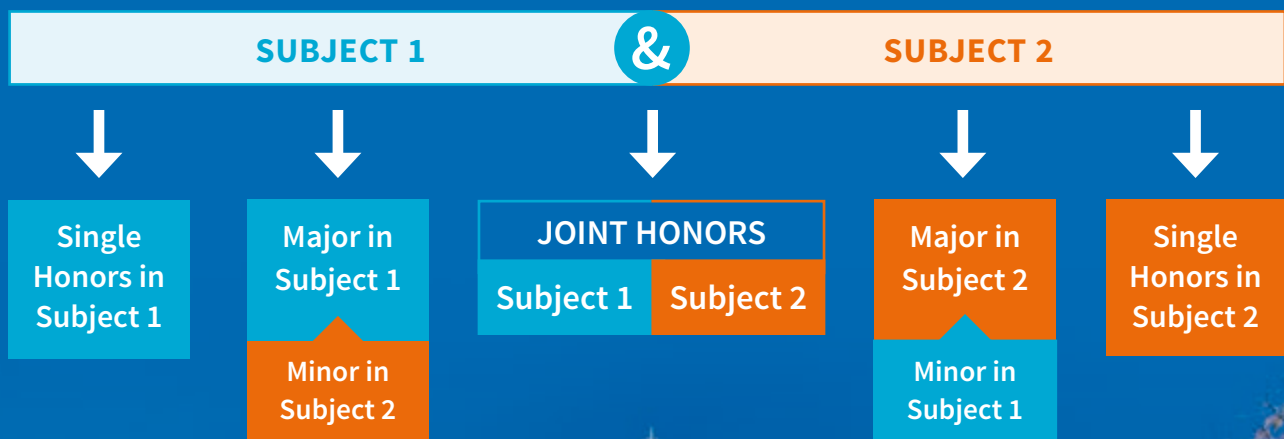 SUBJECT 1 & SUBJECT 2
Single
Honors in
Subject 1
Major in
Subject 1
Minor in
Subject 2
JOINT HONORS
Subject 1 Subject 2
Major in
Subject 2
Minor in
Subject 1
Single
Honors in
Subject 2